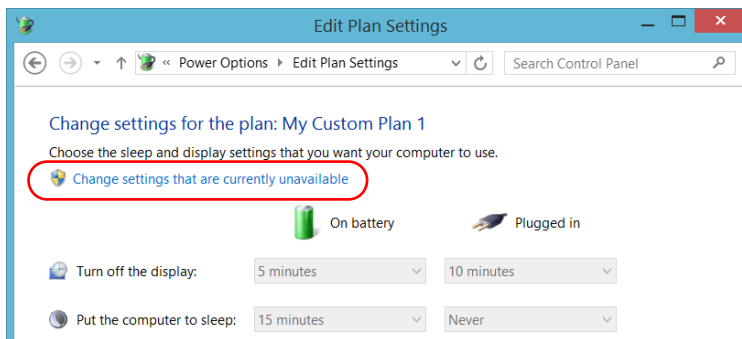 Edit Plan Settings
« Power Options Edit Plan Settings Search Control Panel
Change settings for the plan: My Custom Plan 1
Choose the sleep and display settings that you want your computer to use.
Change settings that are currently unavailable
On battery Plugged in
Turn off the display: 5 minutes 10 minutes
Put the computer to sleep: 15 minutes Never